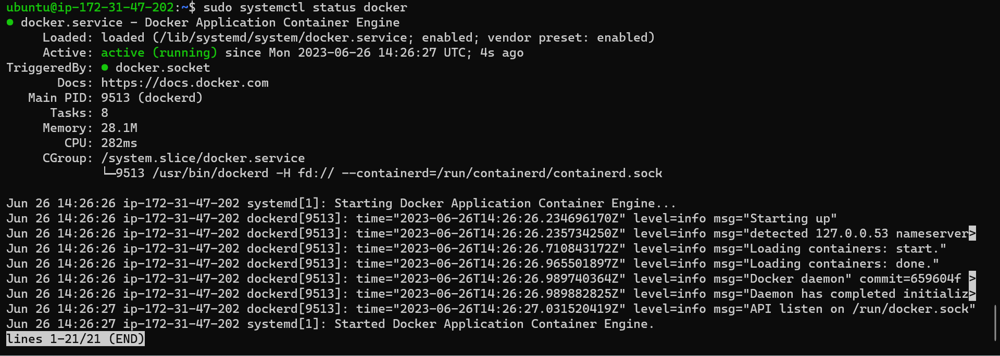 ubuntu@ip-172-31-47-202:~$ sudo systemctl status docker
● docker.service - Docker Application Container Engine
     Loaded: loaded (/lib/systemd/system/docker.service; enabled; vendor preset: enabled)
     Active: active (running) since Mon 2023-06-26 14:26:27 UTC; 4s ago
TriggeredBy: ● docker.socket
       Docs: https://docs.docker.com
   Main PID: 9513 (dockerd)
      Tasks: 8
     Memory: 28.1M
        CPU: 282ms
     CGroup: /system.slice/docker.service
             └─9513 /usr/bin/dockerd -H fd:// --containerd=/run/containerd/containerd.sock

Jun 26 14:26:26 ip-172-31-47-202 systemd[1]: Starting Docker Application Container Engine...
Jun 26 14:26:26 ip-172-31-47-202 dockerd[9513]: time="2023-06-26T14:26:26.234696170Z" level=info msg="Starting up"
Jun 26 14:26:26 ip-172-31-47-202 dockerd[9513]: time="2023-06-26T14:26:26.235734250Z" level=info msg="detected 127.0.0.53 nameserver>
Jun 26 14:26:26 ip-172-31-47-202 dockerd[9513]: time="2023-06-26T14:26:26.710843172Z" level=info msg="Loading containers: start."
Jun 26 14:26:26 ip-172-31-47-202 dockerd[9513]: time="2023-06-26T14:26:26.965501897Z" level=info msg="Loading containers: done."
Jun 26 14:26:26 ip-172-31-47-202 dockerd[9513]: time="2023-06-26T14:26:26.989740364Z" level=info msg="Docker daemon" commit=659604f >
Jun 26 14:26:26 ip-172-31-47-202 dockerd[9513]: time="2023-06-26T14:26:26.989882825Z" level=info msg="Daemon has completed initializ>
Jun 26 14:26:27 ip-172-31-47-202 dockerd[9513]: time="2023-06-26T14:26:27.031520419Z" level=info msg="API listen on /run/docker.sock"
Jun 26 14:26:27 ip-172-31-47-202 systemd[1]: Started Docker Application Container Engine.
lines 1-21/21 (END)